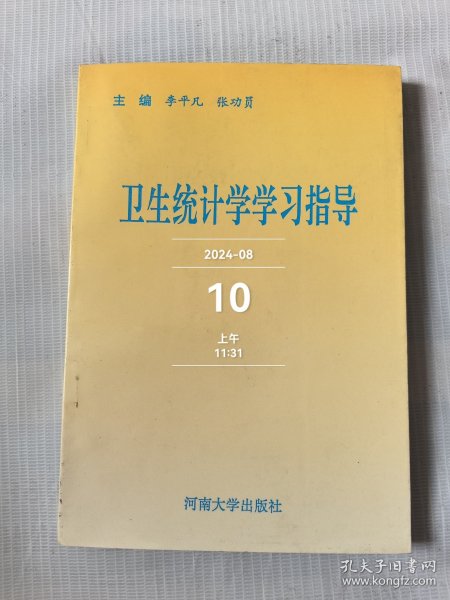 主 编 李平凡 张功员
卫生统计学学习指导
2024-08
10
上午
11:31
河南大学出版社
孔夫子旧书网
www.kongfz.com